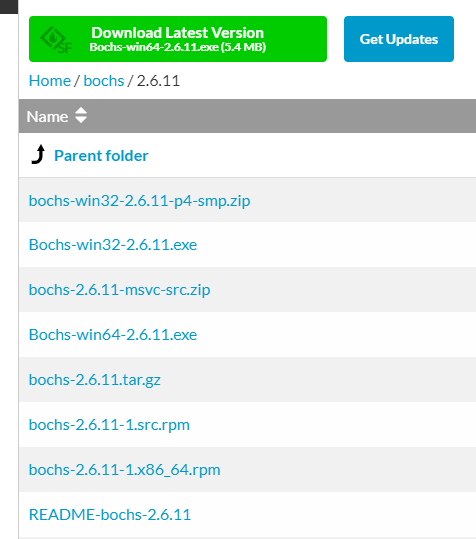 Download Latest Version
SF
Bochs-win64-2.6.11.exe (5.4 MB)
Get Updates
Home / bochs / 2.6.11
Name
Parent folder
bochs-win32-2.6.11-p4-smp.zip
Bochs-win32-2.6.11.exe
bochs-2.6.11-msvc-src.zip
Bochs-win64-2.6.11.exe
bochs-2.6.11.tar.gz
bochs-2.6.11-1.src.rpm
bochs-2.6.11-1.x86_64.rpm
README-bochs-2.6.11